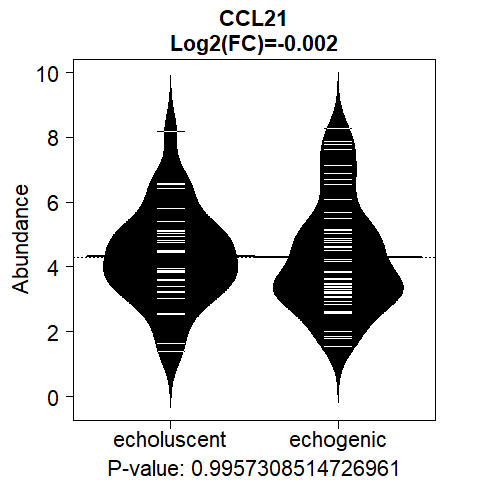 CCL21
Log2(FC)=-0.002
Abundance
10
8
6
4
2
0
echoluscent echogenic
P-value: 0.9957308514726961